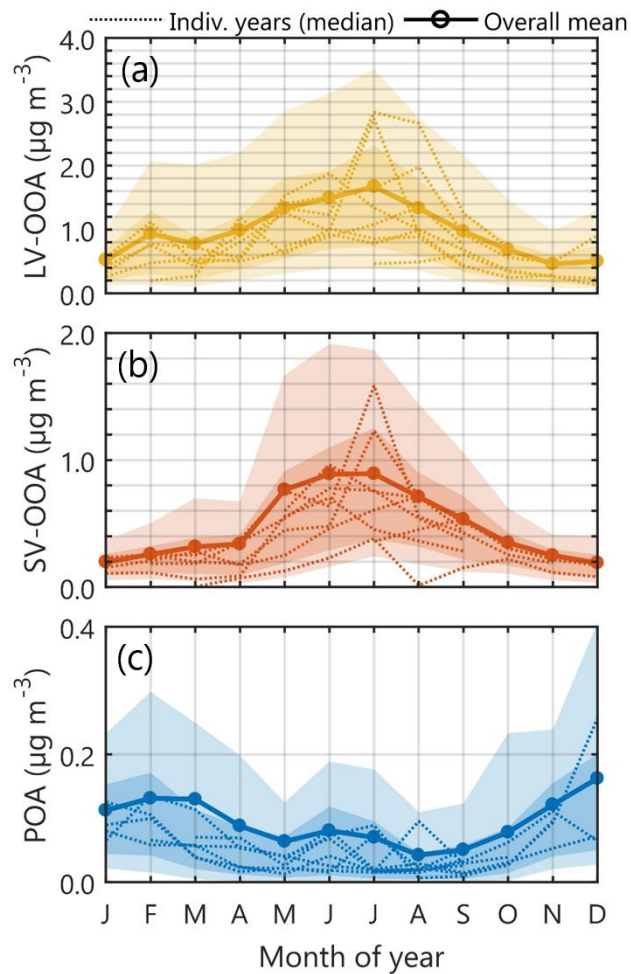 Indiv. years (median) Overall mean
(a)
LV-OOA (µg m⁻³)
4.0
3.0
2.0
1.0
0.0
(b)
SV-OOA (µg m⁻³)
2.0
1.0
0.0
(c)
POA (µg m⁻³)
0.4
0.2
0.0
J F M A M J J A S O N D
Month of year